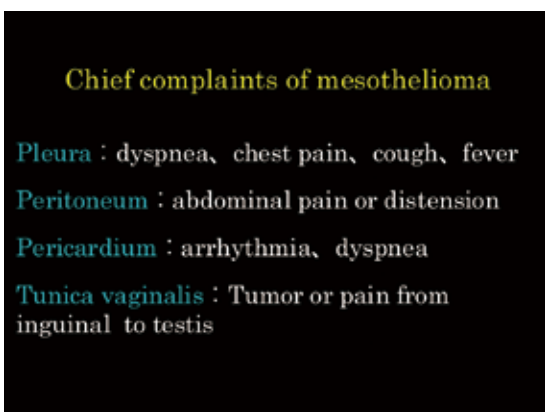 Chief complaints of mesothelioma
Pleura：dyspnea、chest pain、cough、fever
Peritoneum：abdominal pain or distension
Pericardium：arrhythmia、dyspnea
Tunica vaginalis：Tumor or pain from
inguinal to testis